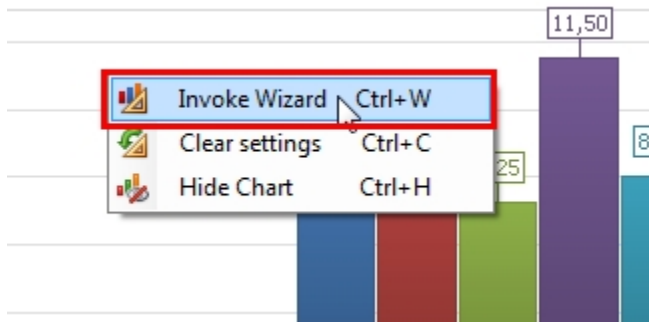 11,50
Invoke Wizard Ctrl+W
Clear settings Ctrl+C
25
Hide Chart Ctrl+H